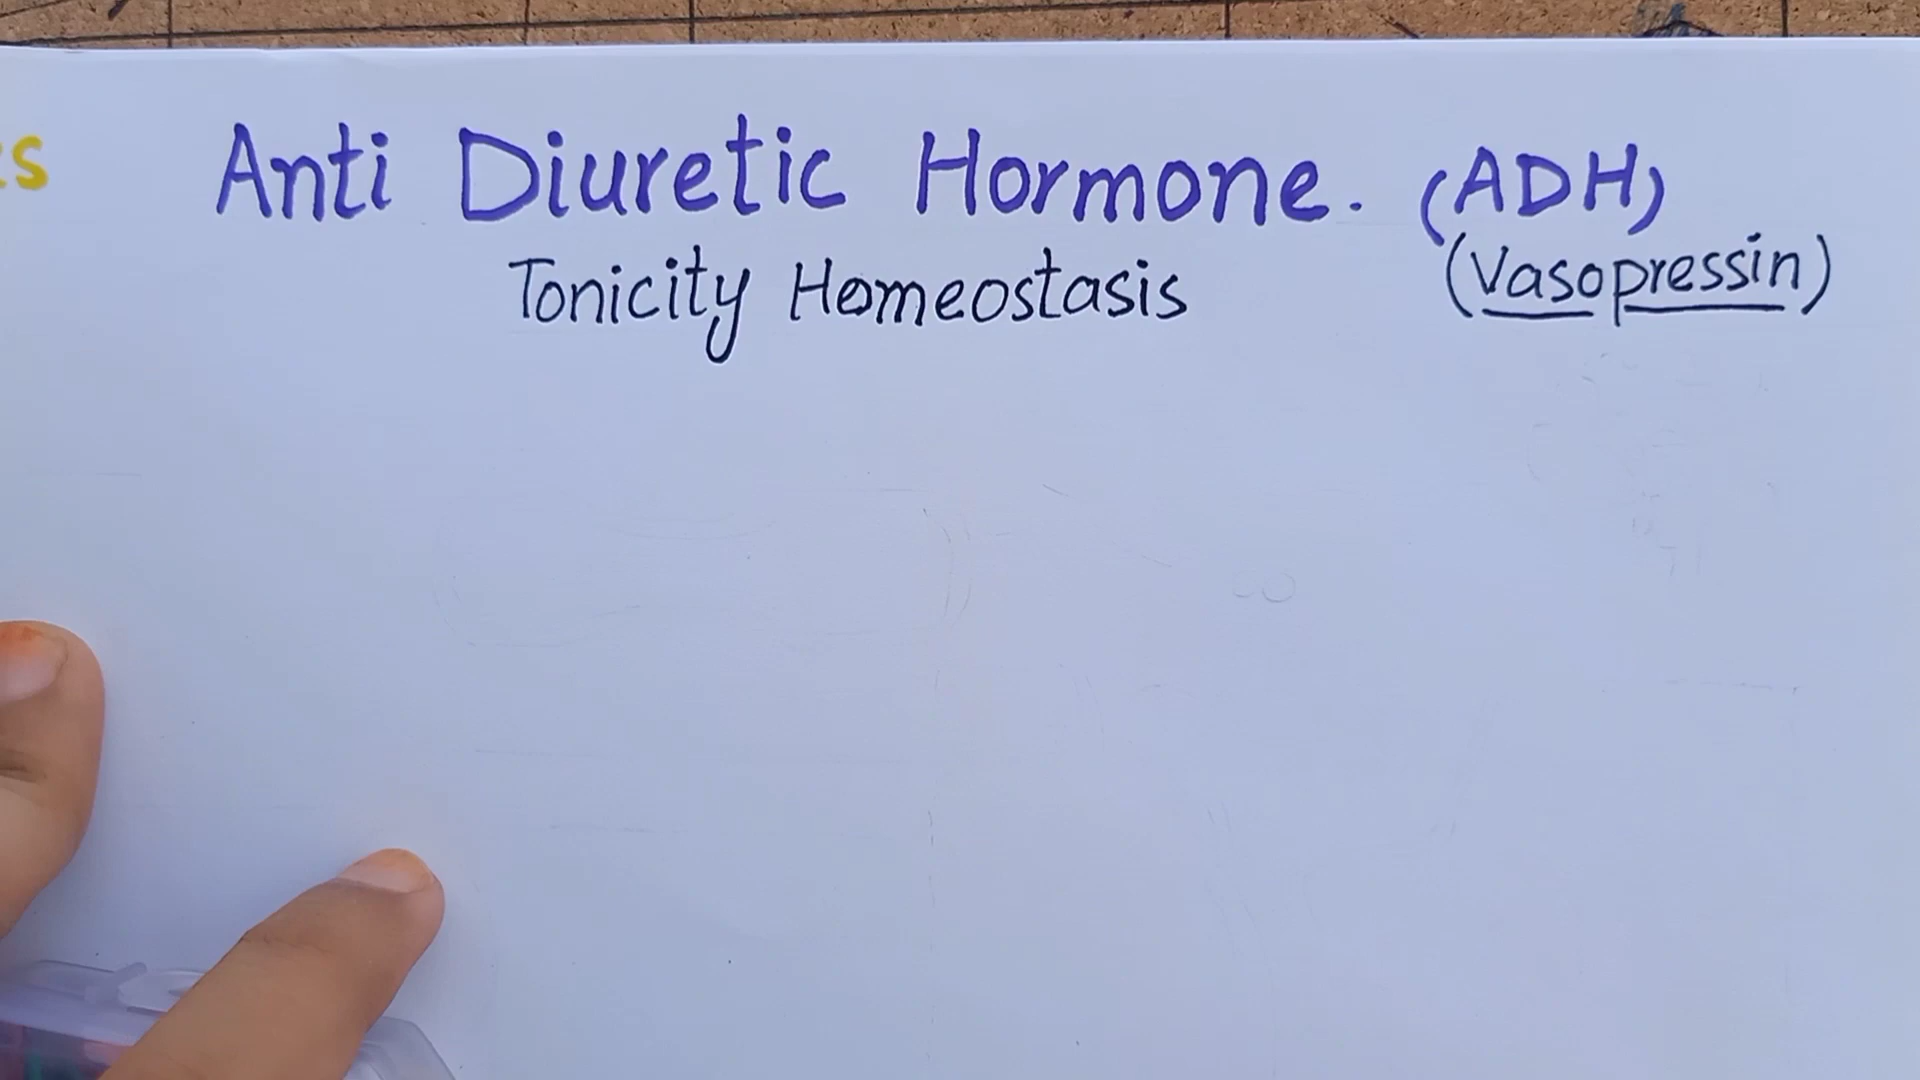 Anti Diuretic Hormone. (ADH)
Tonicity Homeostasis (Vasopressin)